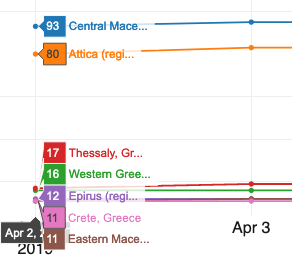 93 Central Mace...
80 Attica (regi...
17 Thessaly, Gr...
16 Western Gree...
12 Epirus (regi...
11 Crete, Greece
11 Eastern Mace...
Apr 2, 2
2019
Apr 3